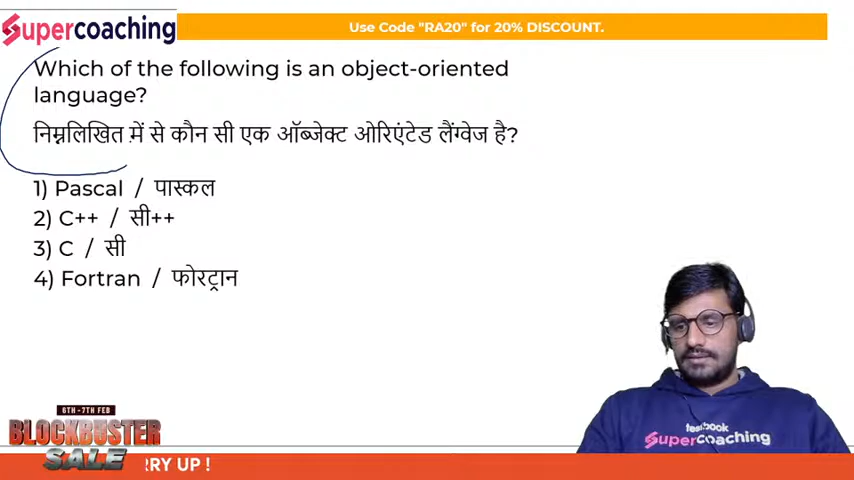 Supercoaching
Use Code "RA20" for 20% DISCOUNT.
Which of the following is an object-oriented
language?
निम्नलिखित में से कौन सी एक ऑब्जेक्ट ओरिएंटेड लैंग्वेज है?
1) Pascal / पास्कल
2) C++ / सी++
3) C / सी
4) Fortran / फोरट्रान
testbook
Supercoaching
6TH -7TH FEB
BLOCKBUSTER
SALE
RRY UP !